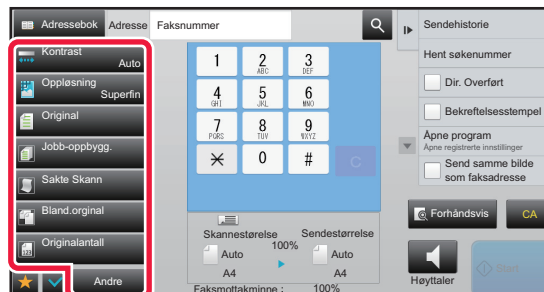 Adressebok
Adresse
Faksnummer
Kontrast
Auto
Oppløsning
Superfin
Original
Jobb-oppbygg.
Sakte Skann
Bland.orginal
Originalantall
Andre
1
2
ABC
3
DEF
4
GHI
5
JKL
6
MNO
7
PQRS
8
TUV
9
WXYZ
0
#
C
Skannestørelse
100%
Sendestørrelse
Auto
A4
Auto
A4
Faksmottakminne :
100%
Sendehistorie
Hent søkenummer
Dir. Overført
Bekreftelsesstempel
Åpne program
Åpne registrerte innstillinger
Send samme bilde
som faksadresse
Forhåndsvis
CA
Høyttaler
Start